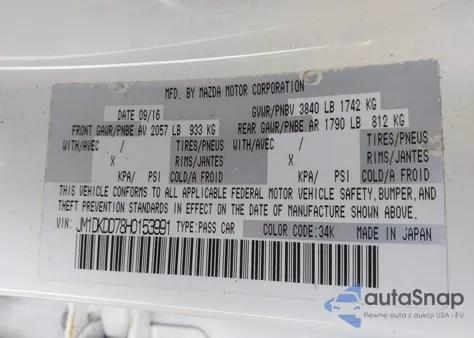 MFD. BY MAZDA MOTOR CORPORATION
DATE 09/16 GVWR/PNBV 3840 LB 1742 KG
FRONT GAWR/PNBE AV 2057 LB 933 KG REAR GAWR/PNBE AR 1790 LB 812 KG
WITH/AVEC / TIRES/PNEUS WITH/AVEC / TIRES/PNEUS
X RIMS/JANTES X RIMS/JANTES
KPA/ PSI COLD/A FROID KPA/ PSI COLD/A FROID
THIS VEHICLE CONFORMS TO ALL APPLICABLE FEDERAL MOTOR VEHICLE SAFETY, BUMPER, AND
THEFT PREVENTION STANDARDS IN EFFECT ON THE DATE OF MANUFACTURE SHOWN ABOVE.
VIN: JM1DKDD78H0153991 TYPE:PASS CAR COLOR CODE:34K MADE IN JAPAN
autoSnap
Pewne auta z aukcji USA i EU